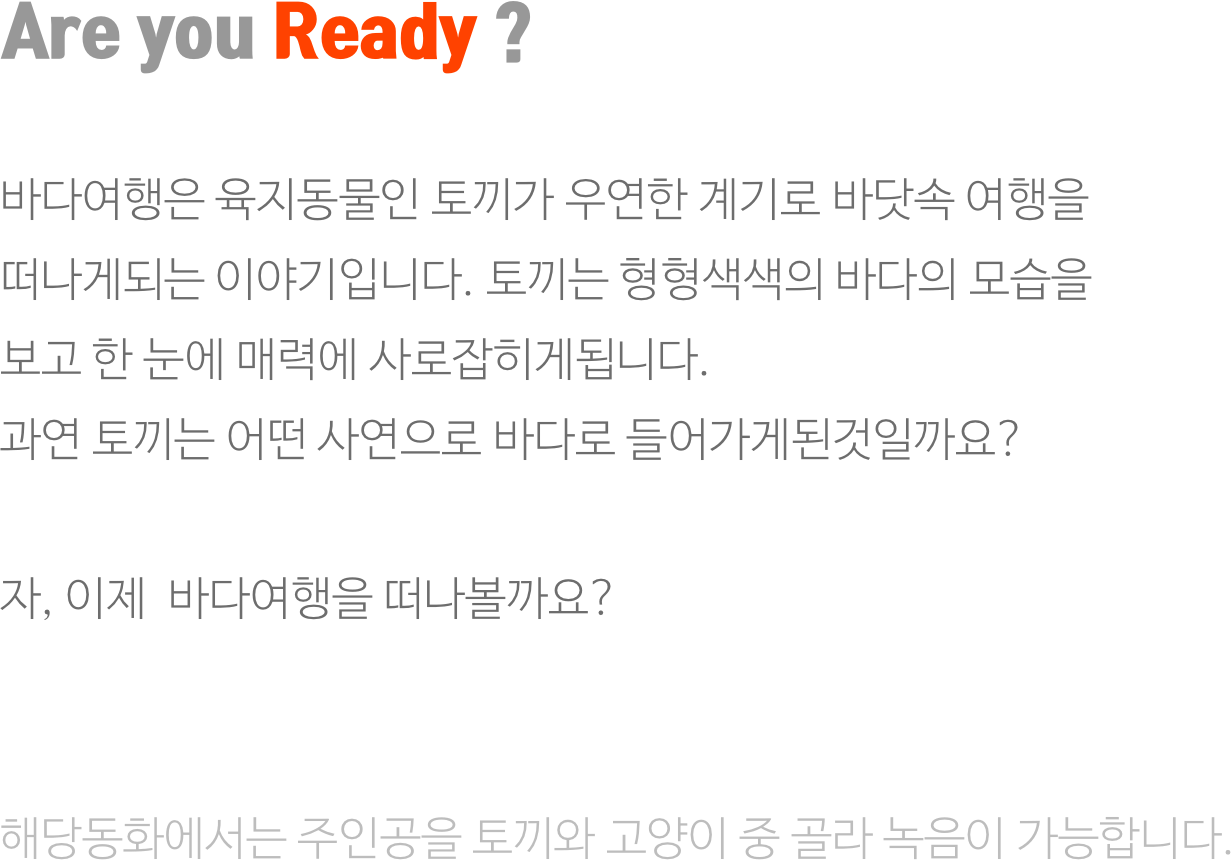 Are you Ready ?
바다여행은 육지동물인 토끼가 우연한 계기로 바닷속 여행을
떠나게되는 이야기입니다. 토끼는 형형색색의 바다의 모습을
보고 한 눈에 매력에 사로잡히게됩니다.
과연 토끼는 어떤 사연으로 바다로 들어가게된것일까요?
자, 이제  바다여행을 떠나볼까요?
해당동화에서는 주인공을 토끼와 고양이 중 골라 녹음이 가능합니다.